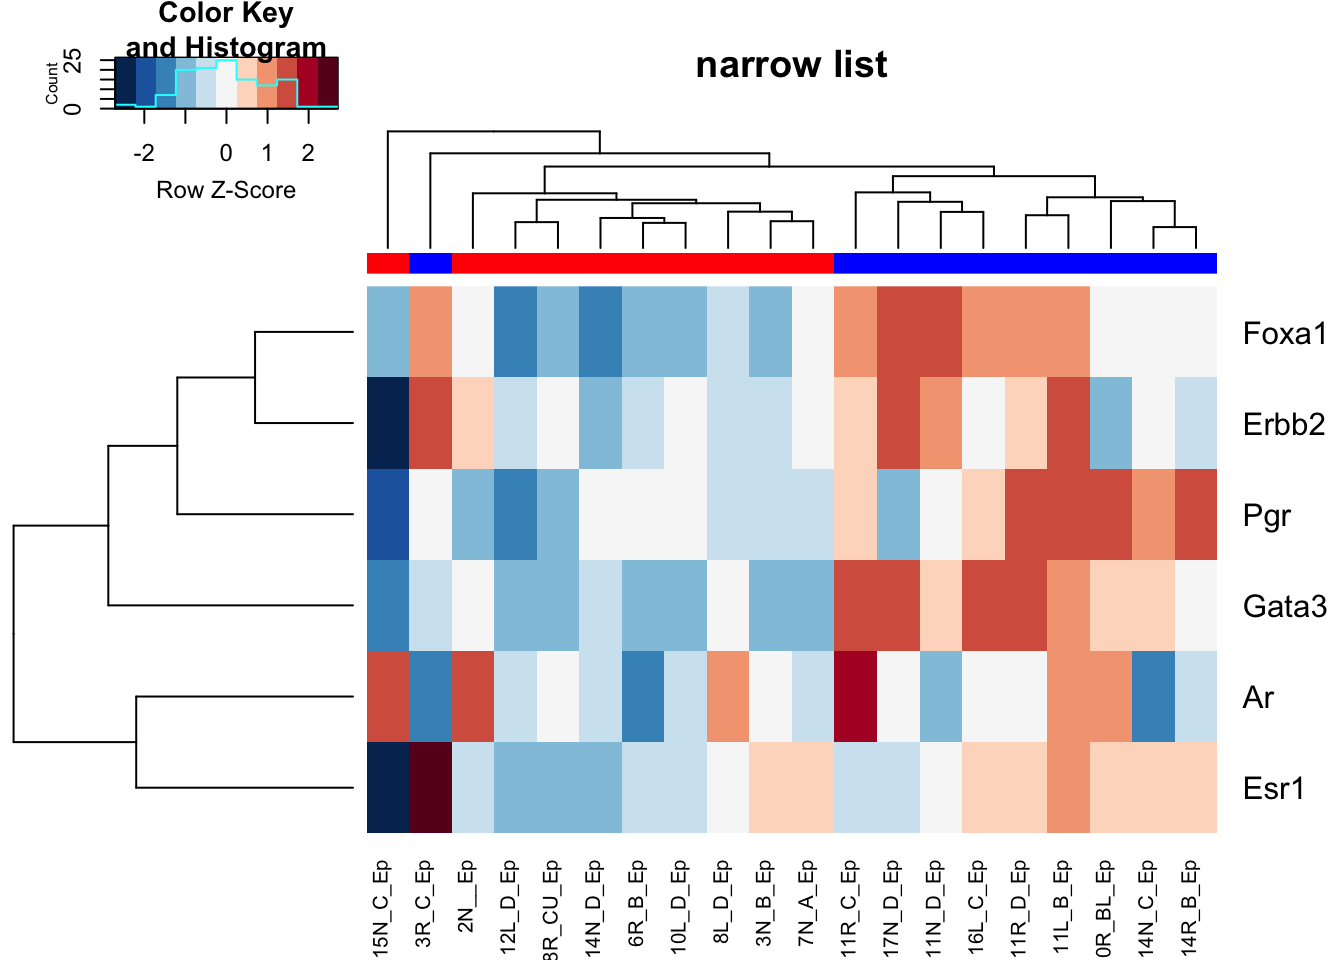 Color Key
and Histogram
Count
0 25
-2 0 1 2
Row Z-Score
narrow list
Foxa1
Erbb2
Pgr
Gata3
Ar
Esr1
15N_C_Ep
3R_C_Ep
2N__Ep
12L_D_Ep
8R_CU_Ep
14N_D_Ep
6R_B_Ep
10L_D_Ep
8L_D_Ep
3N_B_Ep
7N_A_Ep
11R_C_Ep
17N_D_Ep
11N_D_Ep
16L_C_Ep
11R_D_Ep
11L_B_Ep
0R_BL_Ep
14N_C_Ep
14R_B_Ep